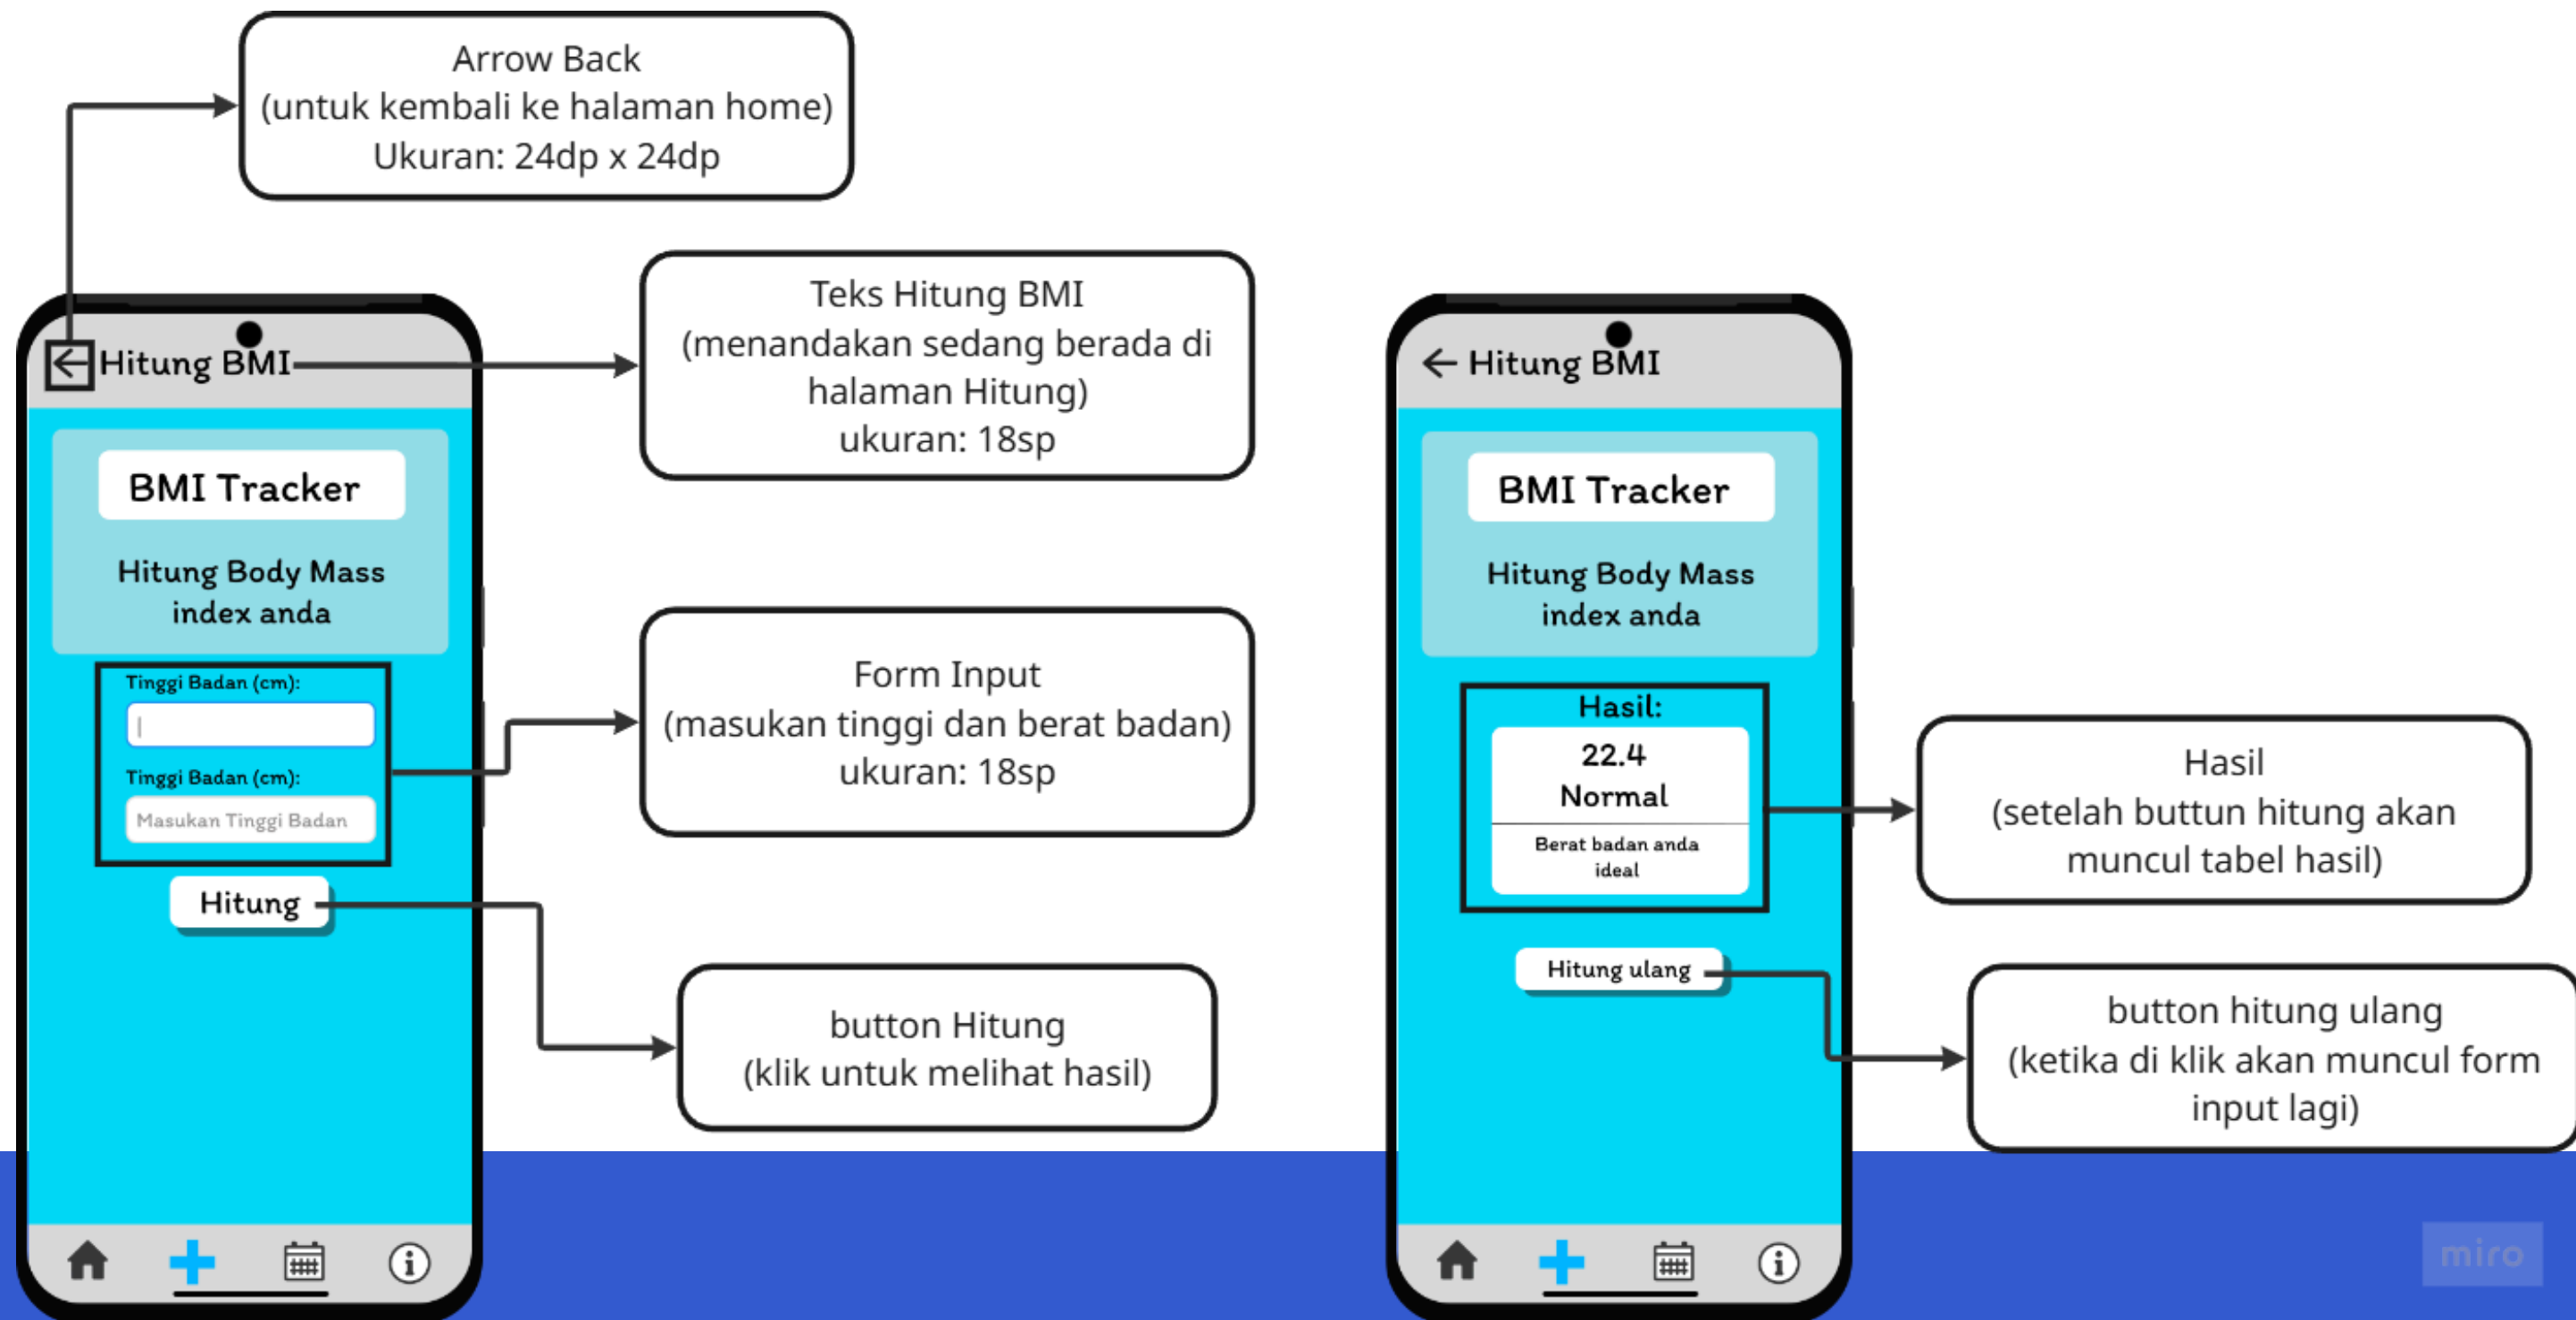 Arrow Back
(untuk kembali ke halaman home)
Ukuran: 24dp x 24dp
Teks Hitung BMI
(menandakan sedang berada di
halaman Hitung)
ukuran: 18sp
Hitung BMI
BMI Tracker
Hitung Body Mass
index anda
Tinggi Badan (cm):
Tinggi Badan (cm):
Masukan Tinggi Badan
Hitung
Form Input
(masukan tinggi dan berat badan)
ukuran: 18sp
button Hitung
(klik untuk melihat hasil)
Hitung BMI
BMI Tracker
Hitung Body Mass
index anda
Hasil:
22.4
Normal
Berat badan anda
ideal
Hitung ulang
Hasil
(setelah buttun hitung akan
muncul tabel hasil)
button hitung ulang
(ketika di klik akan muncul form
input lagi)
miro